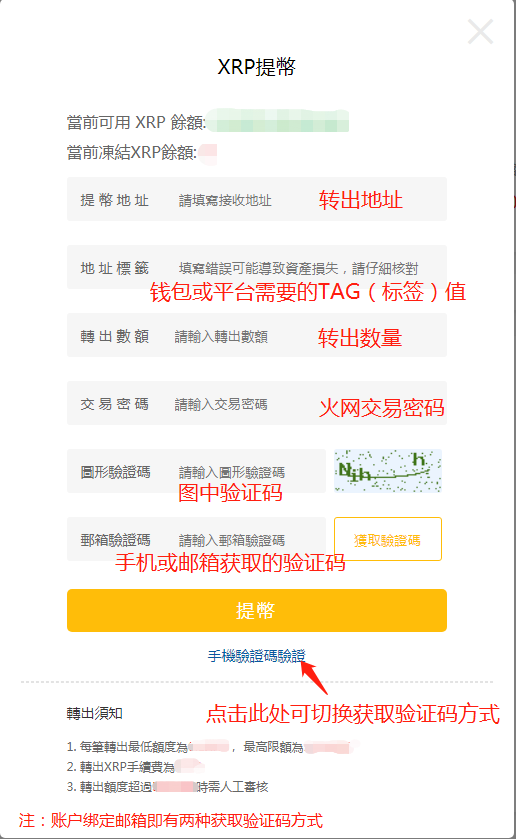 XRP提幣
當前可用 XRP 餘額:
當前凍結XRP餘額:
提幣地址 請填寫接收地址 转出地址
地址標籤 填寫錯誤可能導致資產損失，請仔細核對
钱包或平台需要的TAG（标签）值
轉出數額 請輸入轉出數額 转出数量
交易密碼 請輸入交易密碼 火网交易密码
圖形驗證碼 請輸入圖形驗證碼 Njh h
图中验证码
郵箱驗證碼 請輸入郵箱驗證碼 獲取驗證碼
手机或邮箱获取的验证码
提幣
手機驗證碼驗證
轉出須知 点击此处可切换获取验证码方式
1. 每筆轉出最低額度為 ，最高限額為
2. 轉出XRP手續費為
3. 轉出額度超過 時需人工審核
注：账户绑定邮箱即有两种获取验证码方式